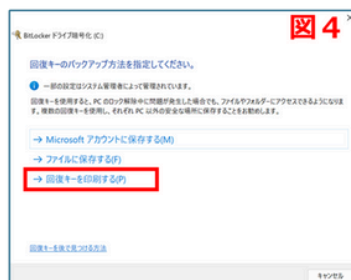 図４
BitLocker ドライブ暗号化 (C:)
回復キーのバックアップ方法を指定してください。
一部の設定はシステム管理者によって管理されています。
回復キーを使用すると、PC のロック解除中に問題が発生した場合でも、ファイルやフォルダーにアクセスできるようになりま
す。複数の回復キーを使用し、それぞれ PC 以外の安全な場所に保存することをお勧めします。
→ Microsoft アカウントに保存する(M)
→ ファイルに保存する(F)
→ 回復キーを印刷する(P)
回復キーを後で見つける方法
キャンセル